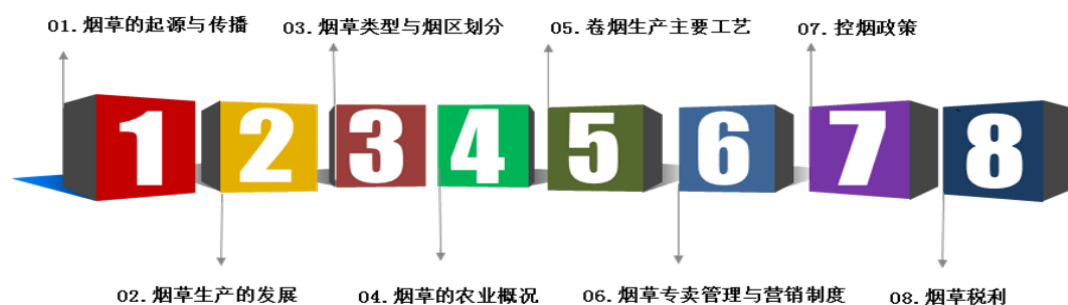 01.烟草的起源与传播
03.烟草类型与烟区划分
05.卷烟生产主要工艺
07.控烟政策
1
2
3
4
5
6
7
8
02.烟草生产的发展
04.烟草的农业概况
06.烟草专卖管理与营销制度
08.烟草税利